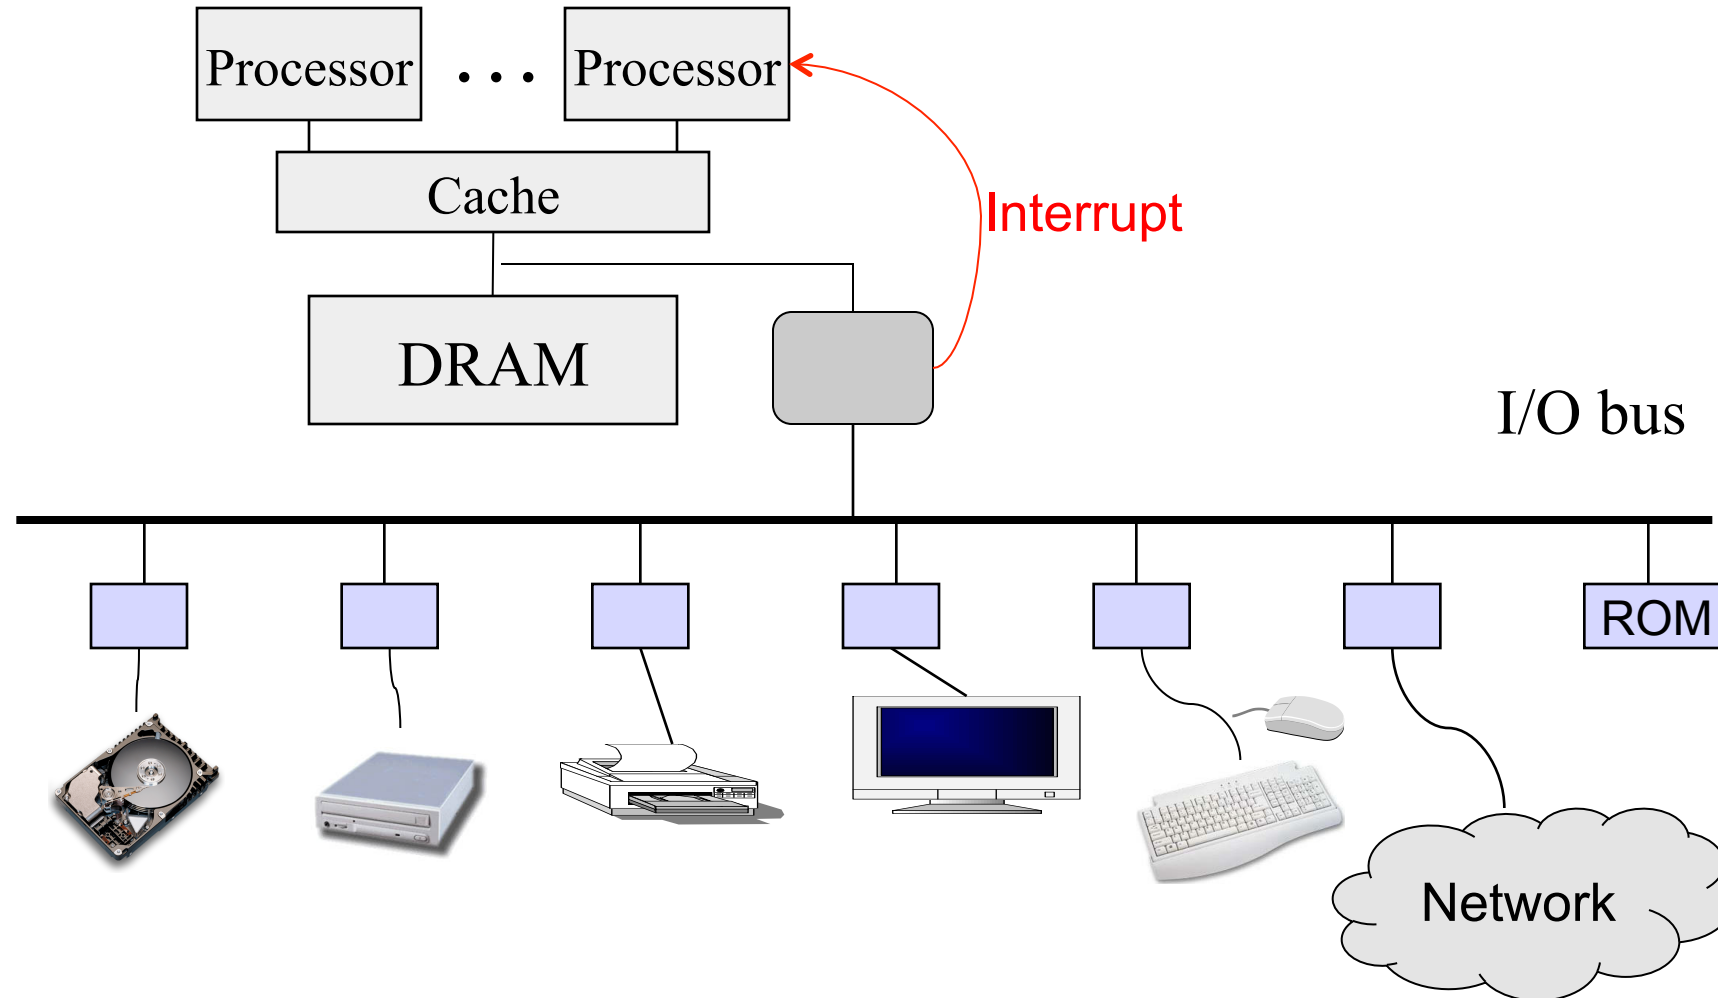 Processor ... Processor
Cache
Interrupt
DRAM
I/O bus
ROM
Network